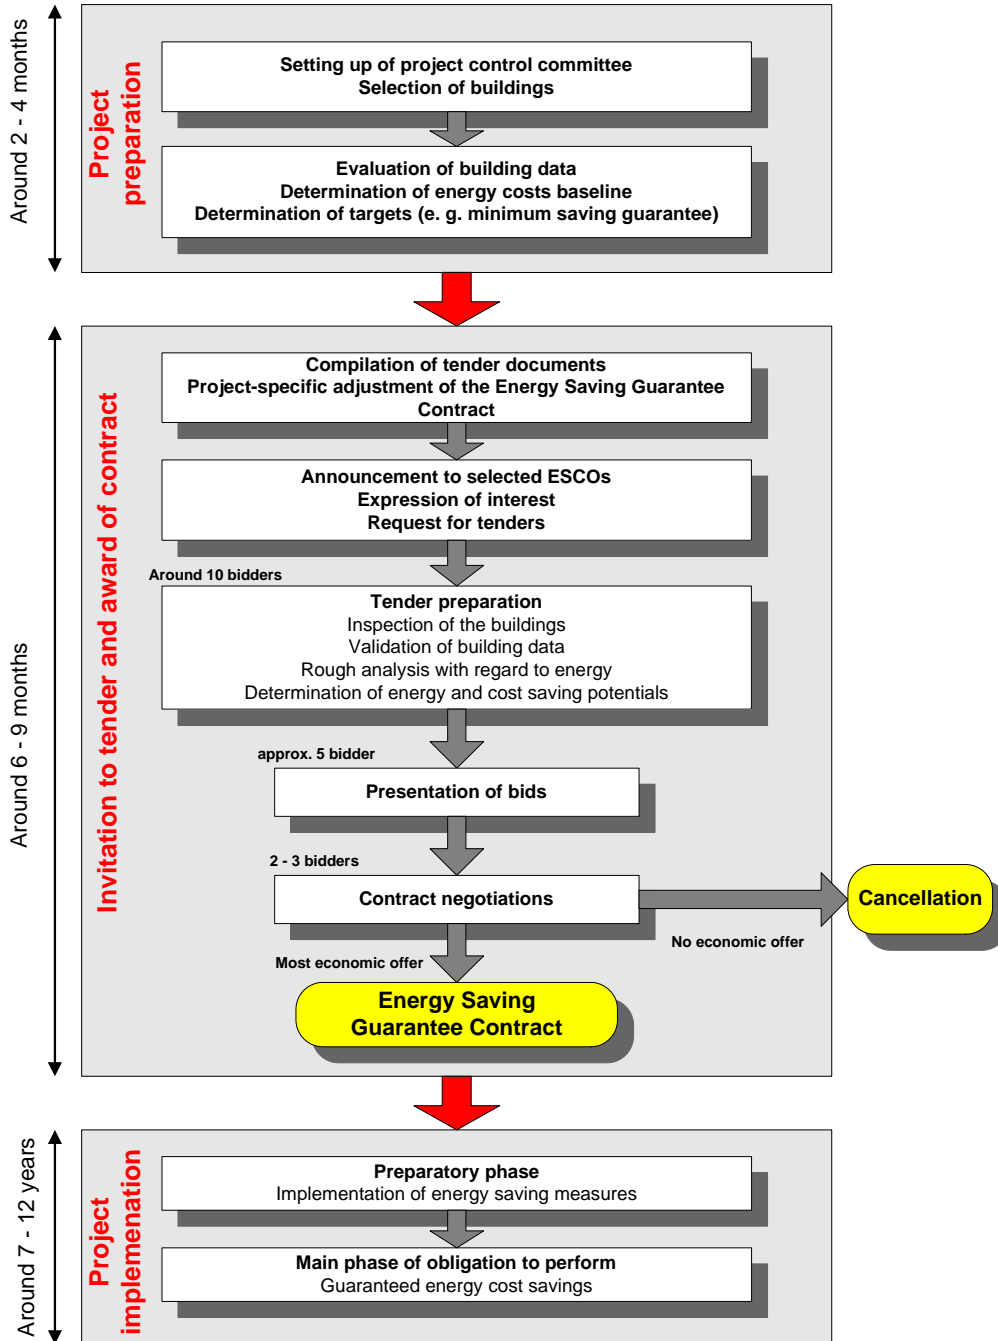 Around 2 - 4 months
Project
preparation
Setting up of project control committee
Selection of buildings
Evaluation of building data
Determination of energy costs baseline
Determination of targets (e. g. minimum saving guarantee)
Around 6 - 9 months
Invitation to tender and award of contract
Compilation of tender documents
Project-specific adjustment of the Energy Saving Guarantee
Contract
Announcement to selected ESCOs
Expression of interest
Request for tenders
Around 10 bidders
Tender preparation
Inspection of the buildings
Validation of building data
Rough analysis with regard to energy
Determination of energy and cost saving potentials
approx. 5 bidder
Presentation of bids
2 - 3 bidders
Contract negotiations
Cancellation
No economic offer
Most economic offer
Energy Saving
Guarantee Contract
Around 7 - 12 years
Project
implemenation
Preparatory phase
Implementation of energy saving measures
Main phase of obligation to perform
Guaranteed energy cost savings